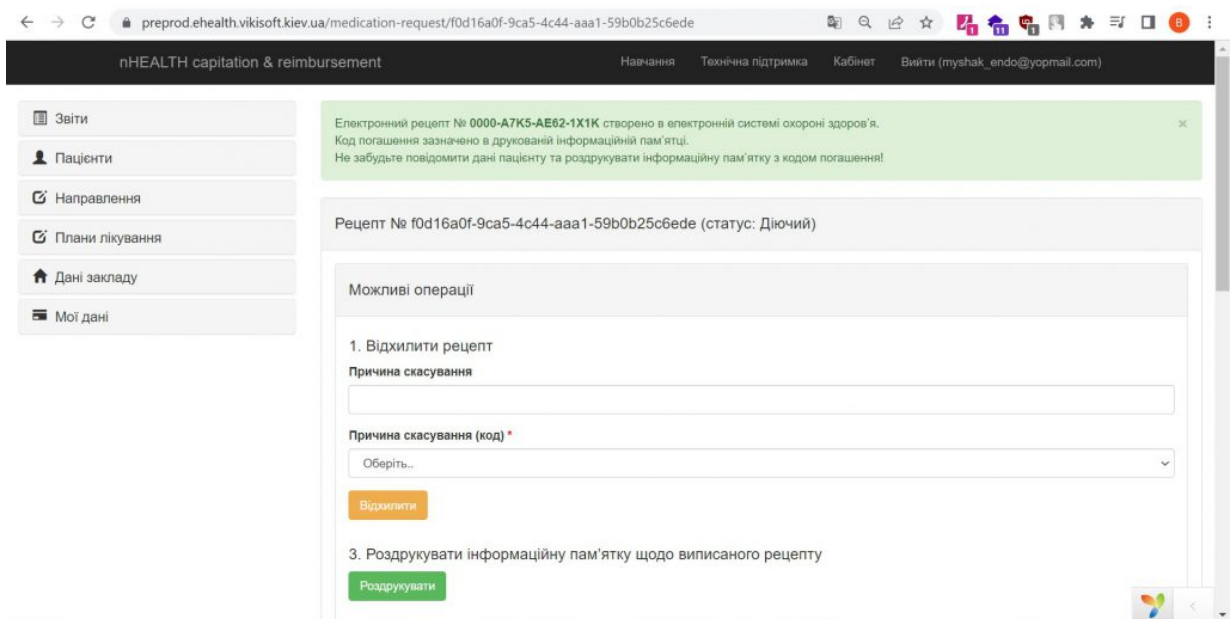 preprod.ehealth.vikisoft.kiev.ua/medication-request/f0d16a0f-9ca5-4c44-aaa1-59b0b25c6ede
1
11
1
B
nHEALTH capitation & reimbursement
Навчання
Технічна підтримка
Кабінет
Вийти (myshak_endo@yopmail.com)
Звіти
Пацієнти
Направлення
Плани лікування
Дані закладу
Мої дані
Електронний рецепт № 0000-A7K5-AE62-1X1K створено в електронній системі охороні здоров'я.
Код погашення зазначено в друкованій інформаційній пам'ятці.
Не забудьте повідомити дані пацієнту та роздрукувати інформаційну пам'ятку з кодом погашення!
×
Рецепт № f0d16a0f-9ca5-4c44-aaa1-59b0b25c6ede (статус: Діючий)
Можливі операції
1. Відхилити рецепт
Причина скасування
Причина скасування (код) *
Оберіть..
Відхилити
3. Роздрукувати інформаційну пам'ятку щодо виписаного рецепту
Роздрукувати